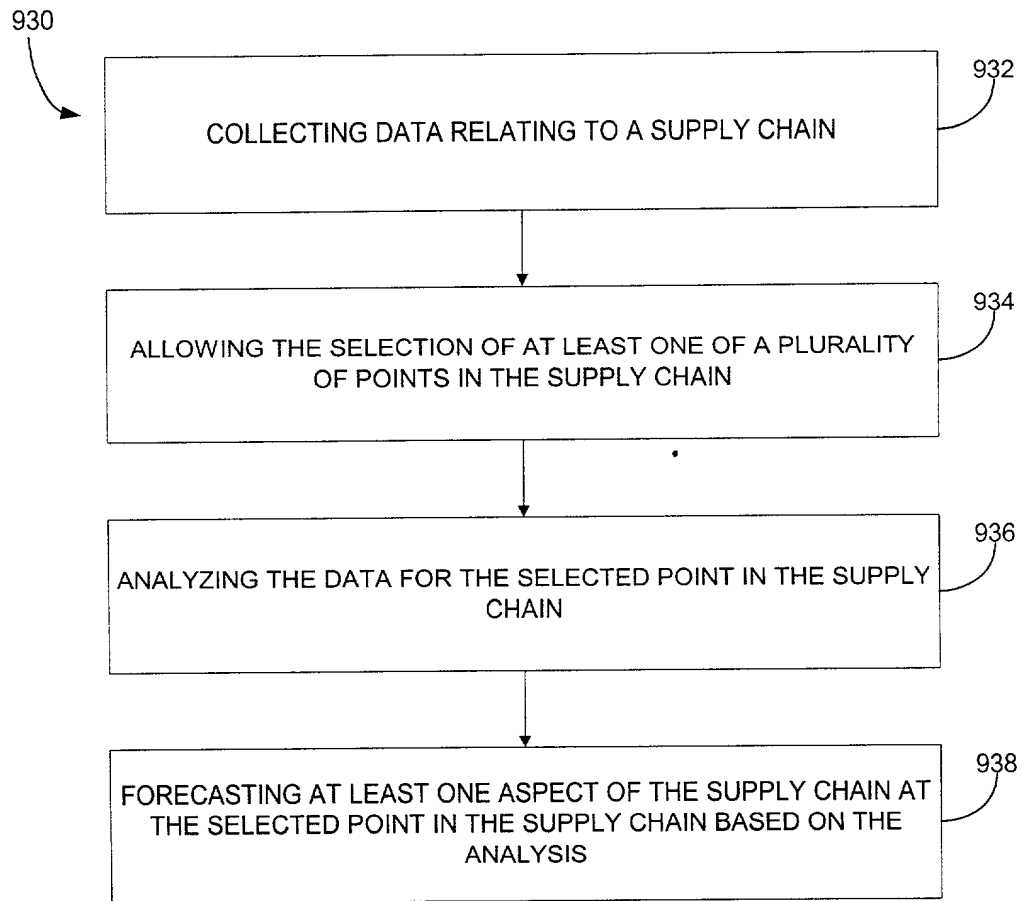 930
932
COLLECTING DATA RELATING TO A SUPPLY CHAIN
934
ALLOWING THE SELECTION OF AT LEAST ONE OF A PLURALITY
OF POINTS IN THE SUPPLY CHAIN
936
ANALYZING THE DATA FOR THE SELECTED POINT IN THE SUPPLY
CHAIN
938
FORECASTING AT LEAST ONE ASPECT OF THE SUPPLY CHAIN AT
THE SELECTED POINT IN THE SUPPLY CHAIN BASED ON THE
ANALYSIS